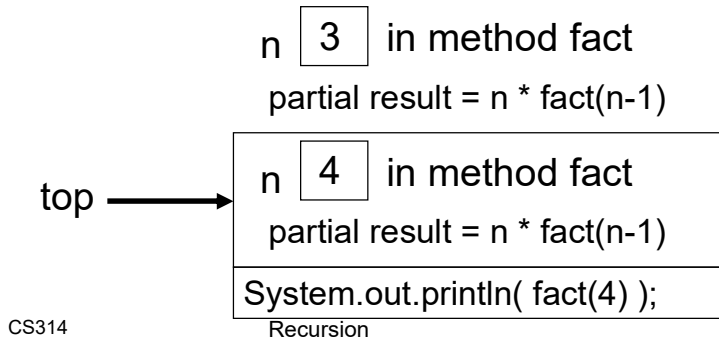 n 3 in method fact
partial result = n * fact(n-1)
n 4 in method fact
top
partial result = n * fact(n-1)
System.out.println( fact(4) );
CS314 Recursion